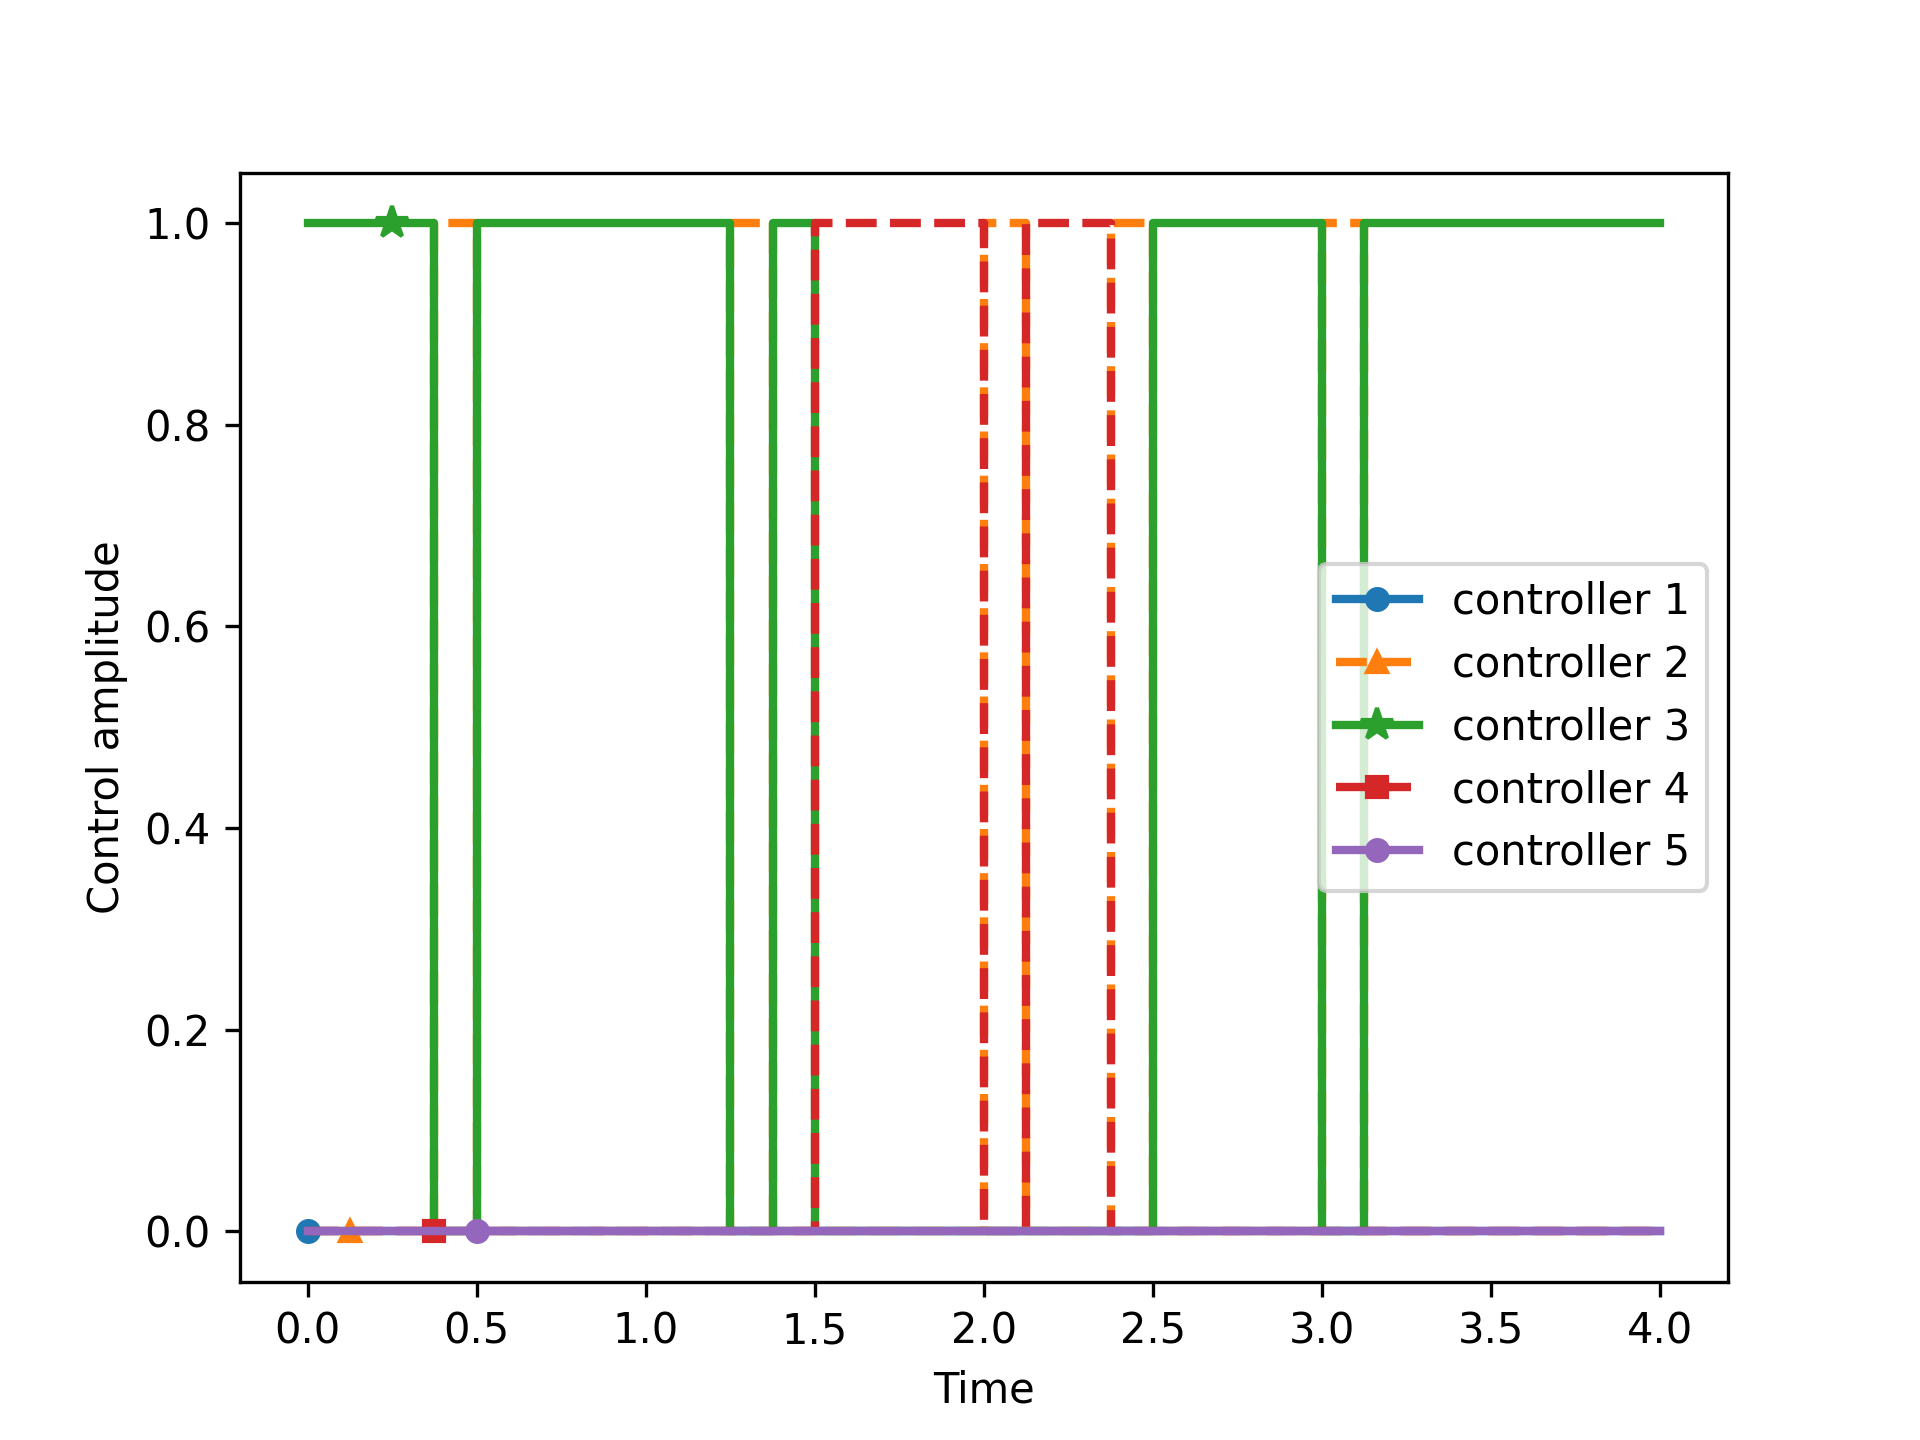 1.0
0.8
0.6
0.4
0.2
0.0
Control amplitude
controller 1
controller 2
controller 3
controller 4
controller 5
0.0 0.5 1.0 1.5 2.0 2.5 3.0 3.5 4.0
Time